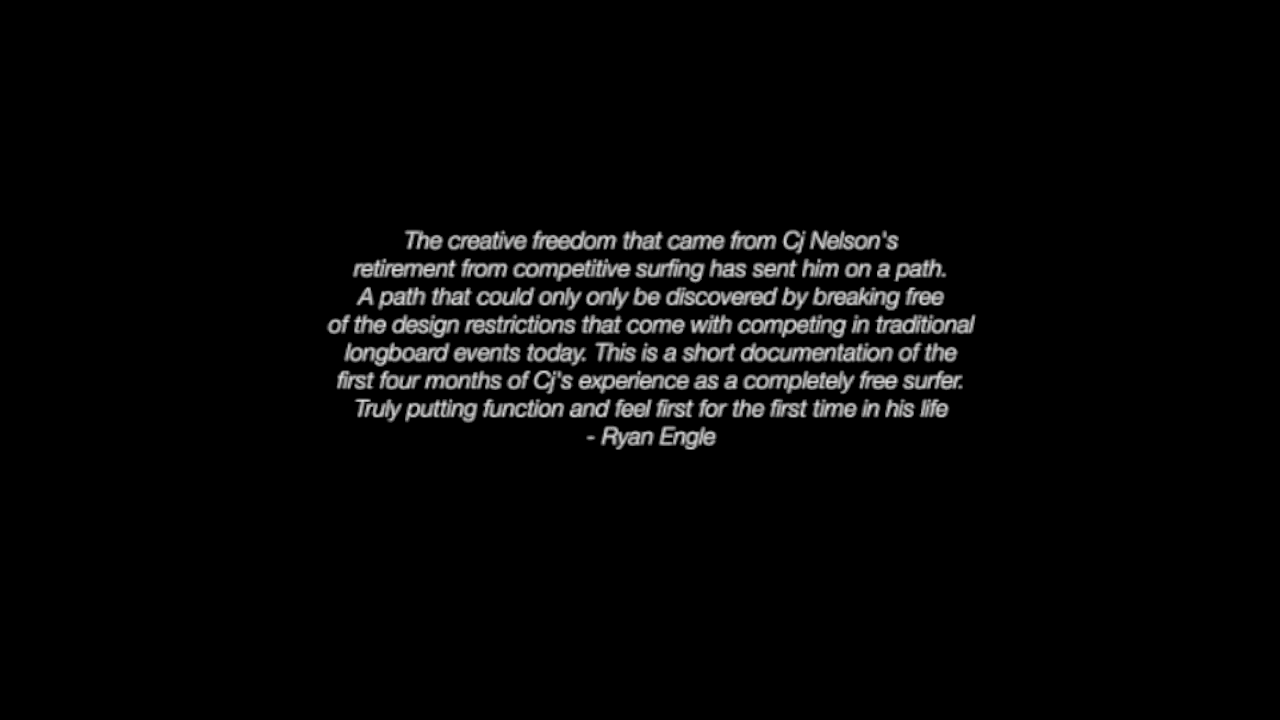 The creative freedom that came from Cj Nelson's
retirement from competitive surfing has sent him on a path.
A path that could only only be discovered by breaking free
of the design restrictions that come with competing in traditional
longboard events today. This is a short documentation of the
first four months of Cj's experience as a completely free surfer.
Truly putting function and feel first for the first time in his life
- Ryan Engle